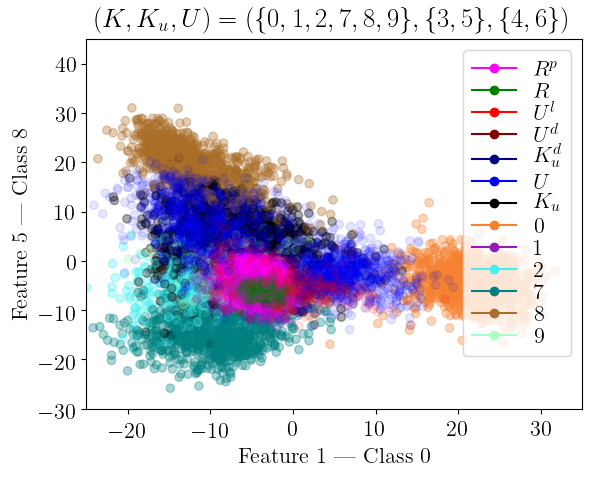 (K, K_u, U) = ({0, 1, 2, 7, 8, 9}, {3, 5}, {4, 6})
40
30
20
10
0
−10
−20
−30
Feature 5 — Class 8
−20
−10
0
10
20
30
Feature 1 — Class 0
R^p
R
U^l
U^d
K_u^d
U
K_u
0
1
2
7
8
9